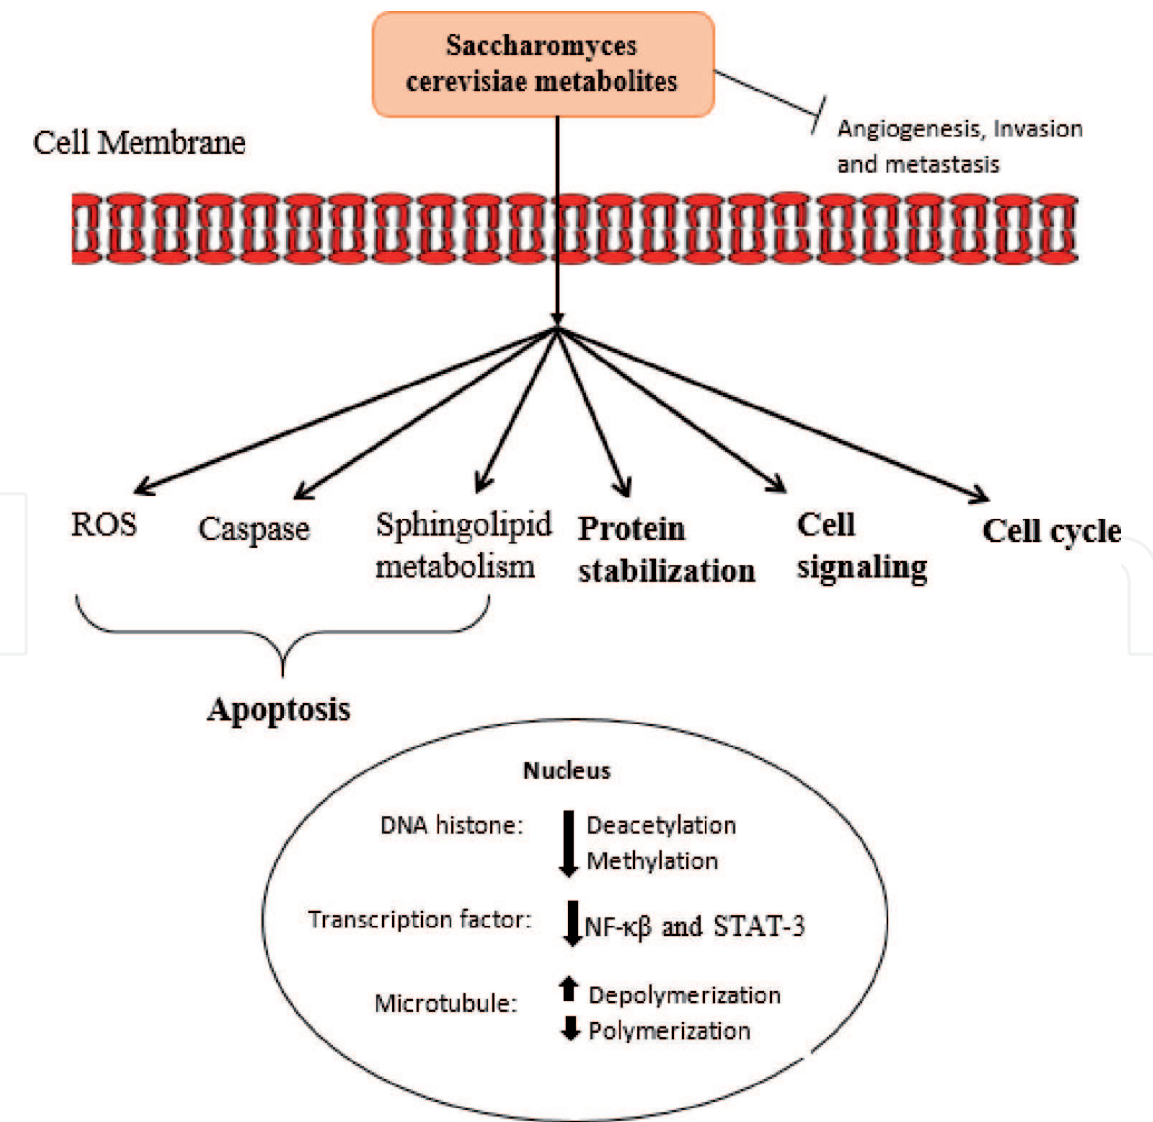 Saccharomyces
cerevisiae metabolites
Angiogenesis, Invasion
and metastasis
Cell Membrane
ROS
Caspase
Sphingolipid
metabolism
Protein
stabilization
Cell
signaling
Cell cycle
Apoptosis
Nucleus
DNA histone:
Deacetylation
Methylation
Transcription factor:
NF-κβ and STAT-3
Microtubule:
Depolymerization
Polymerization